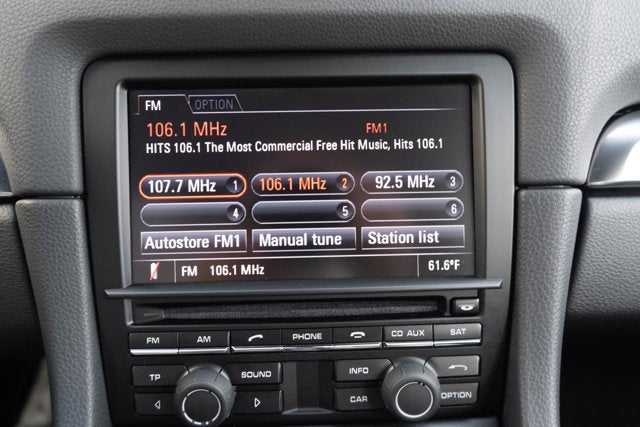 FM OPTION
106.1 MHz FM1
HITS 106.1 The Most Commercial Free Hit Music, Hits 106.1
107.7 MHz 1 106.1 MHz 2 92.5 MHz 3
4 5 6
Autostore FM1 Manual tune Station list
FM 106.1 MHz 61.6°F
FM AM PHONE CD AUX SAT
TP SOUND INFO
CAR OPTION